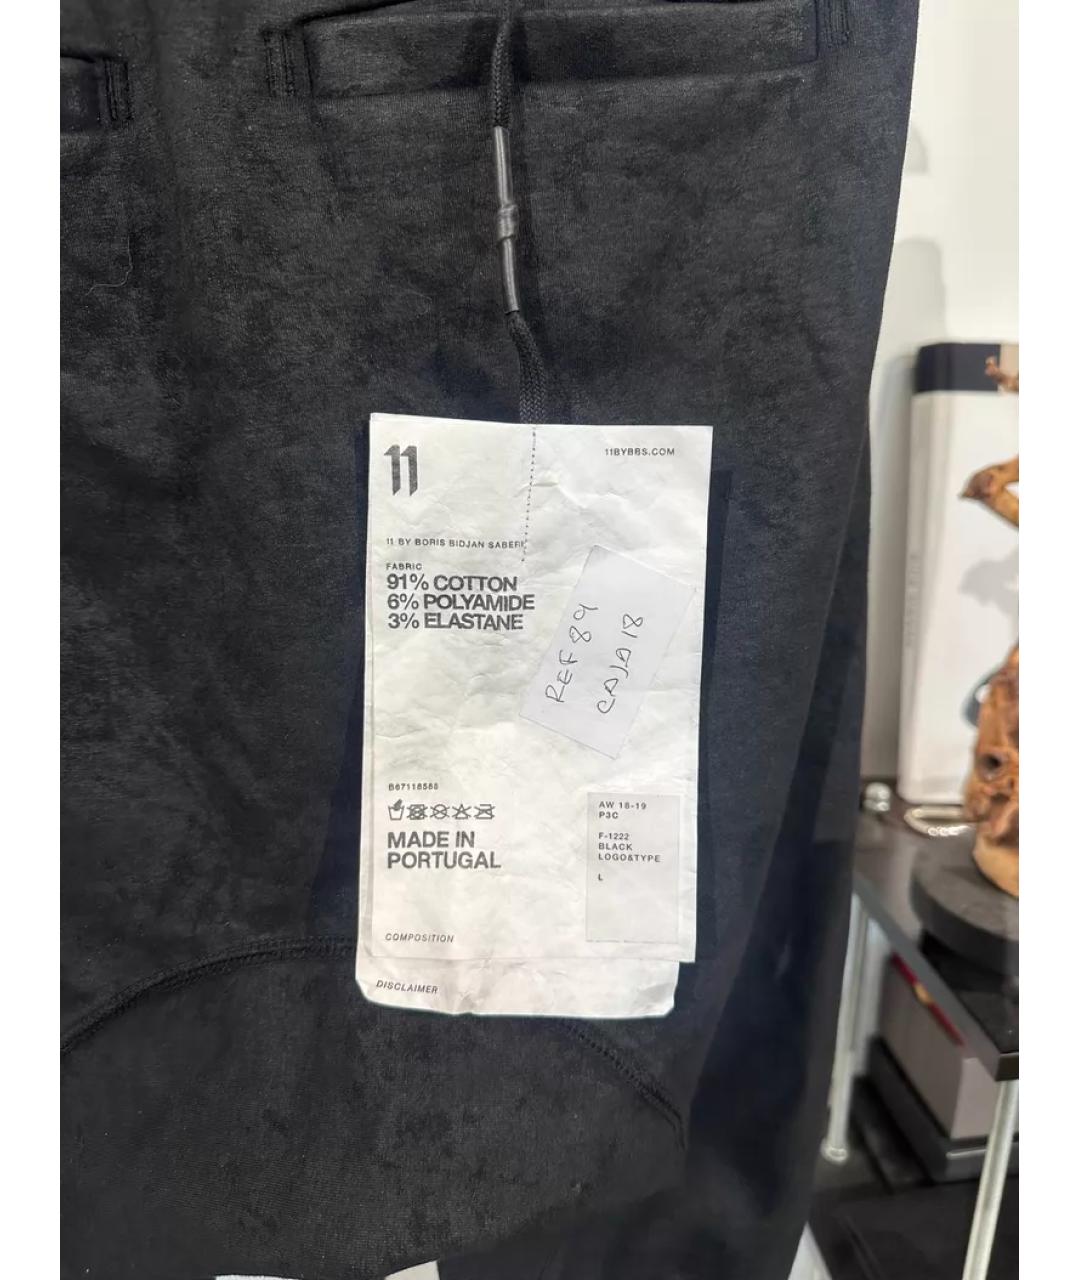 11
11BYBBS.COM
11 BY BORIS BIDJAN SABERI
FABRIC
91% COTTON
6% POLYAMIDE
3% ELASTANE
REF 89
CAJA 18
B67118568
MADE IN
PORTUGAL
AW 18-19
P3C
F-1222
BLACK
LOGO&TYPE
L
COMPOSITION
DISCLAIMER